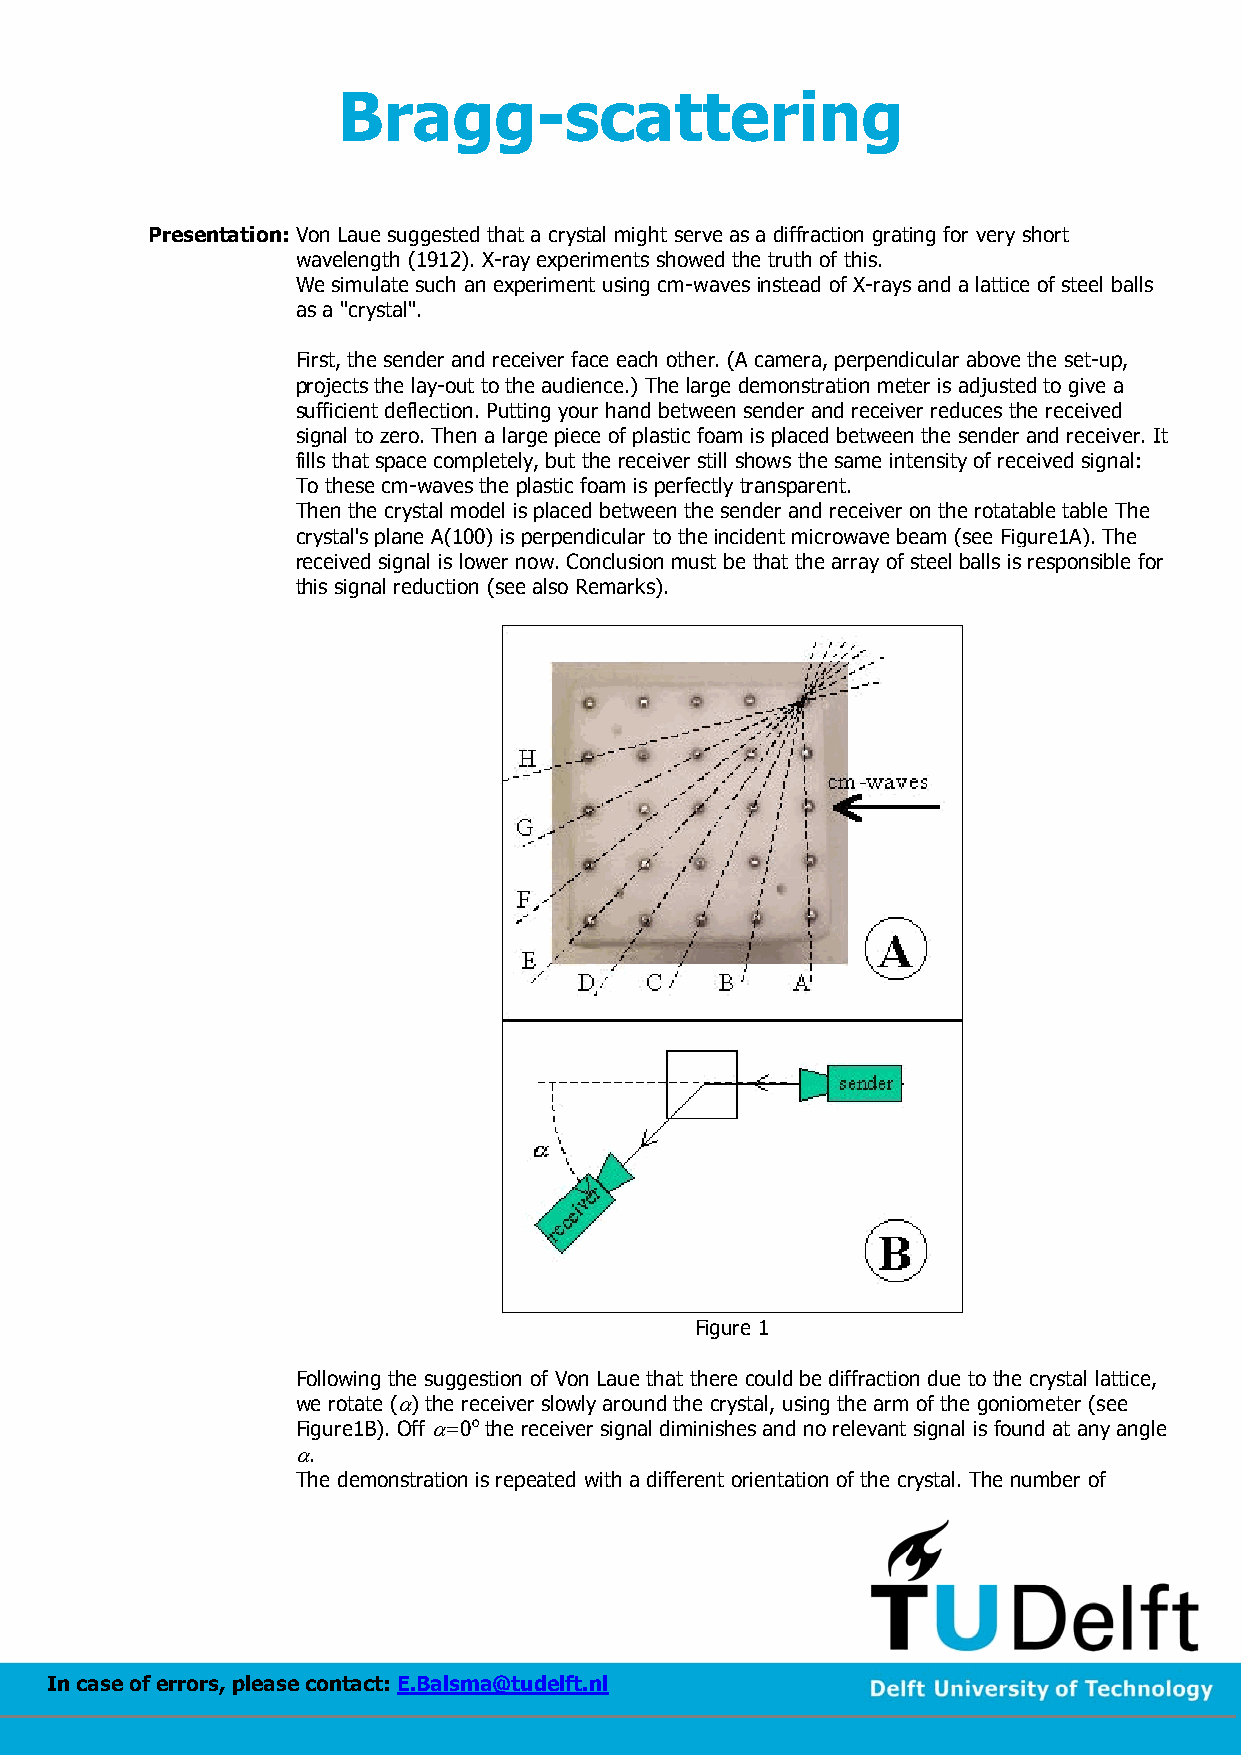 Bragg-scattering
Presentation: Von Laue suggested that a crystal might serve as a diffraction grating for very short
wavelength (1912). X-ray experiments showed the truth of this.
We simulate such an experiment using cm-waves instead of X-rays and a lattice of steel balls
as a "crystal".
First, the sender and receiver face each other. (A camera, perpendicular above the set-up,
projects the lay-out to the audience.) The large demonstration meter is adjusted to give a
sufficient deflection. Putting your hand between sender and receiver reduces the received
signal to zero. Then a large piece of plastic foam is placed between the sender and receiver. It
fills that space completely, but the receiver still shows the same intensity of received signal:
To these cm-waves the plastic foam is perfectly transparent.
Then the crystal model is placed between the sender and receiver on the rotatable table The
crystal's plane A(100) is perpendicular to the incident microwave beam (see Figure1A). The
received signal is lower now. Conclusion must be that the array of steel balls is responsible for
this signal reduction (see also Remarks).
H
cm-waves
G
F
A
E
D C B A
sender
α
receiver
B
Figure 1
Following the suggestion of Von Laue that there could be diffraction due to the crystal lattice,
we rotate (α) the receiver slowly around the crystal, using the arm of the goniometer (see
Figure1B). Off α=0° the receiver signal diminishes and no relevant signal is found at any angle
α.
The demonstration is repeated with a different orientation of the crystal. The number of
TUDelft
In case of errors, please contact: E.Balsma@tudelft.nl
Delft University of Technology